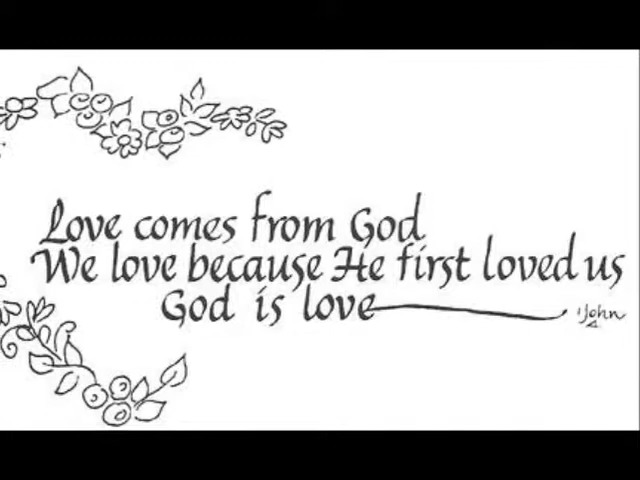 Love comes from God
We love because He first loved us
God is love
1 John
4